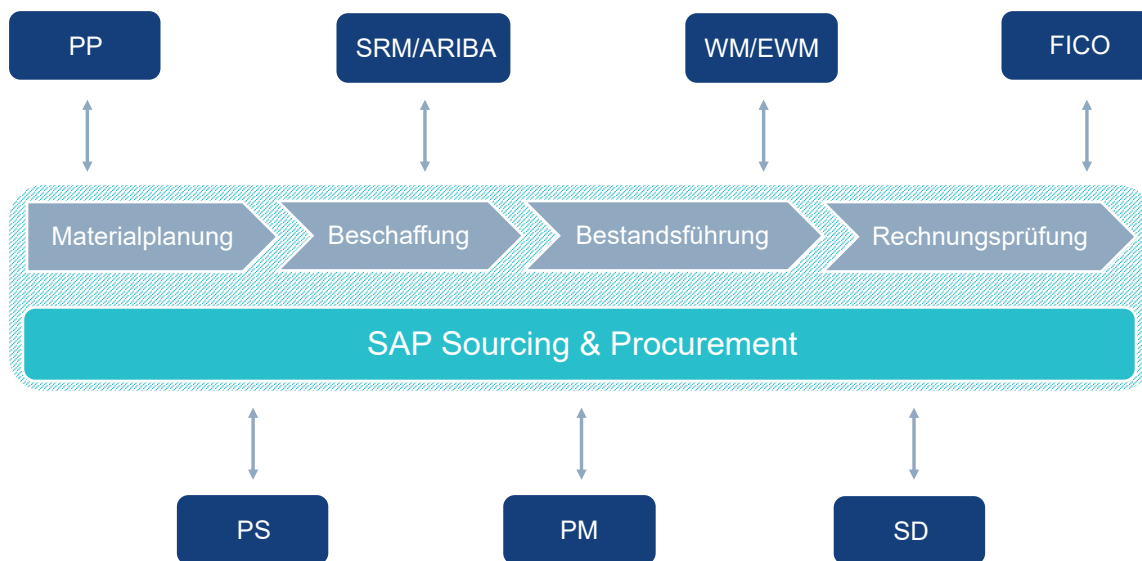 PP
SRM/ARIBA
WM/EWM
FICO
Materialplanung
Beschaffung
Bestandsführung
Rechnungsprüfung
SAP Sourcing & Procurement
PS
PM
SD